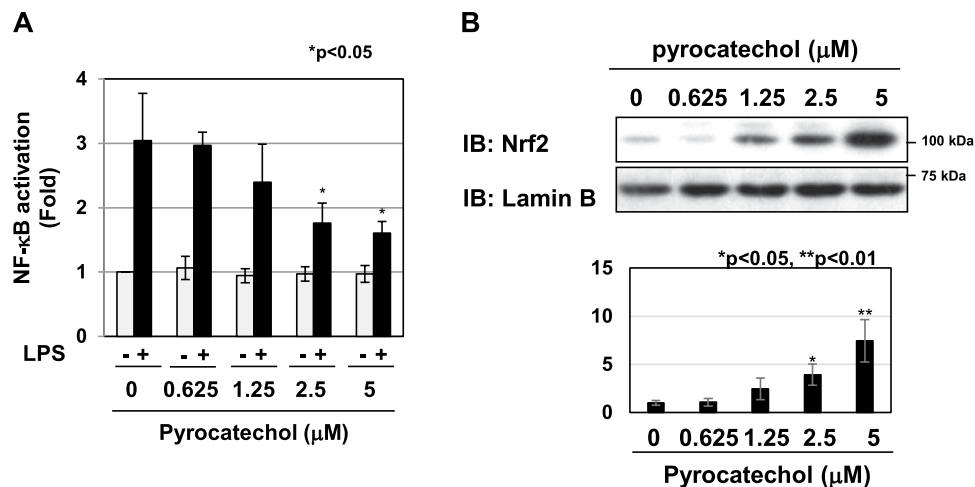 A
*p<0.05
4
3
2
1
0
NF-κB activation
(Fold)
*
*
LPS
- + - + - + - + - +
0 0.625 1.25 2.5 5
Pyrocatechol (μM)
B
pyrocatechol (μM)
0 0.625 1.25 2.5 5
IB: Nrf2
100 kDa
75 kDa
IB: Lamin B
*p<0.05, **p<0.01
15
10
5
0
*
**
0 0.625 1.25 2.5 5
Pyrocatechol (μM)